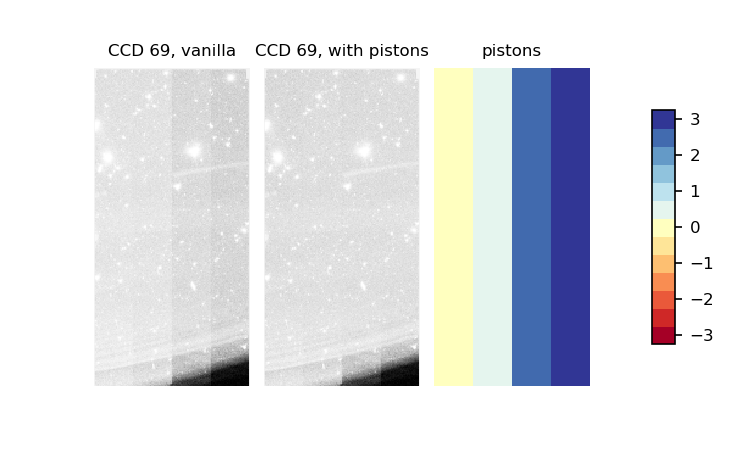 CCD 69, vanilla
CCD 69, with pistons
pistons
3
2
1
0
−1
−2
−3